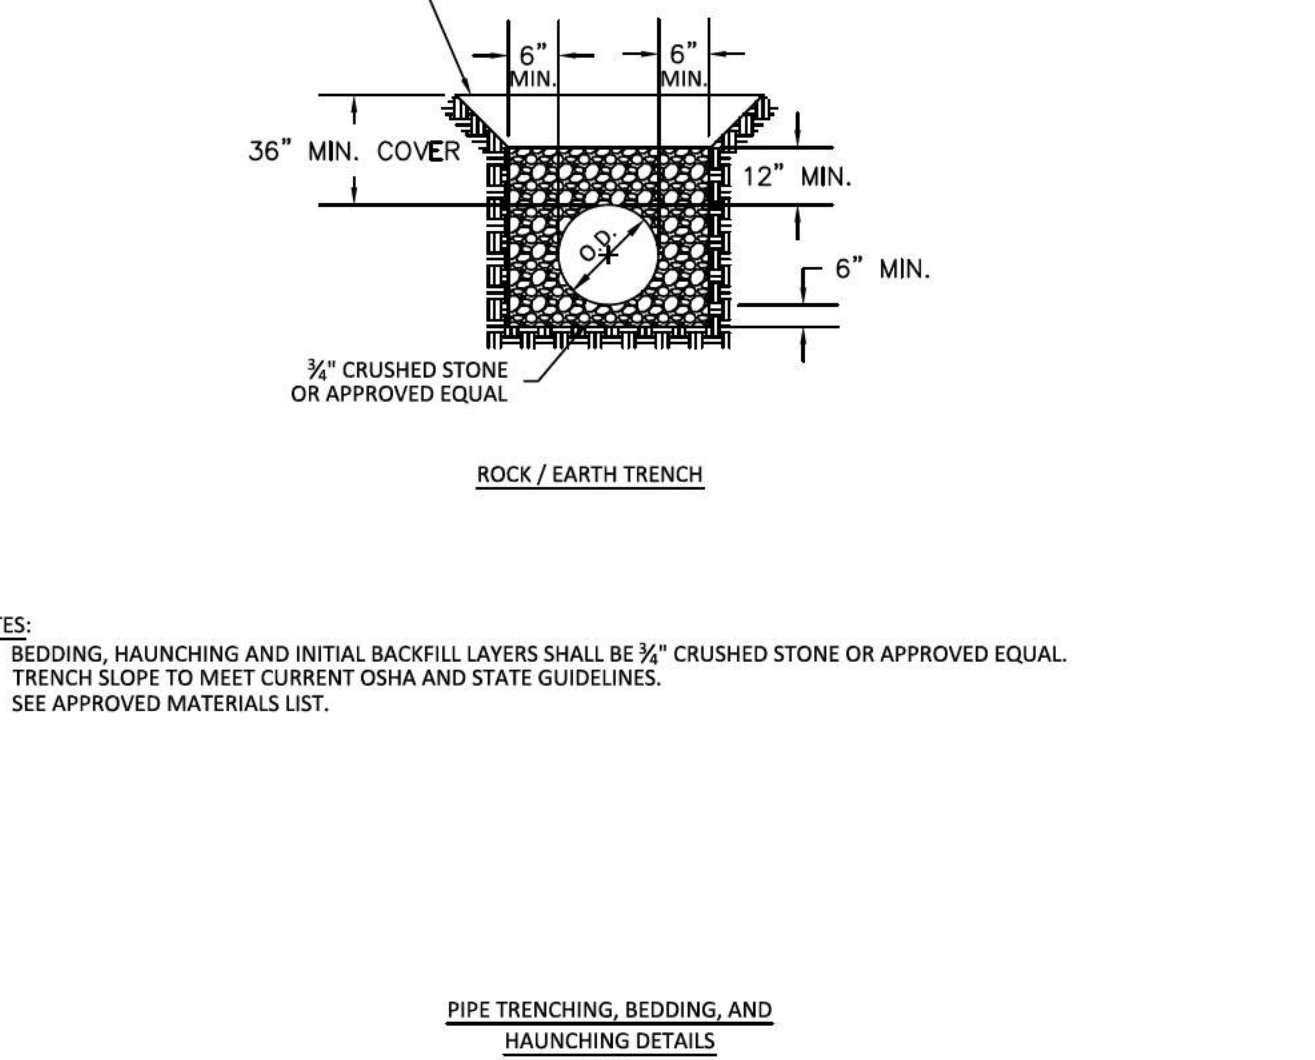 6" 6"
MIN. MIN.
36" MIN. COVER
12" MIN.
O.D.
6" MIN.
¾" CRUSHED STONE
OR APPROVED EQUAL
ROCK / EARTH TRENCH
TES:
BEDDING, HAUNCHING AND INITIAL BACKFILL LAYERS SHALL BE ¾" CRUSHED STONE OR APPROVED EQUAL.
TRENCH SLOPE TO MEET CURRENT OSHA AND STATE GUIDELINES.
SEE APPROVED MATERIALS LIST.
PIPE TRENCHING, BEDDING, AND
HAUNCHING DETAILS